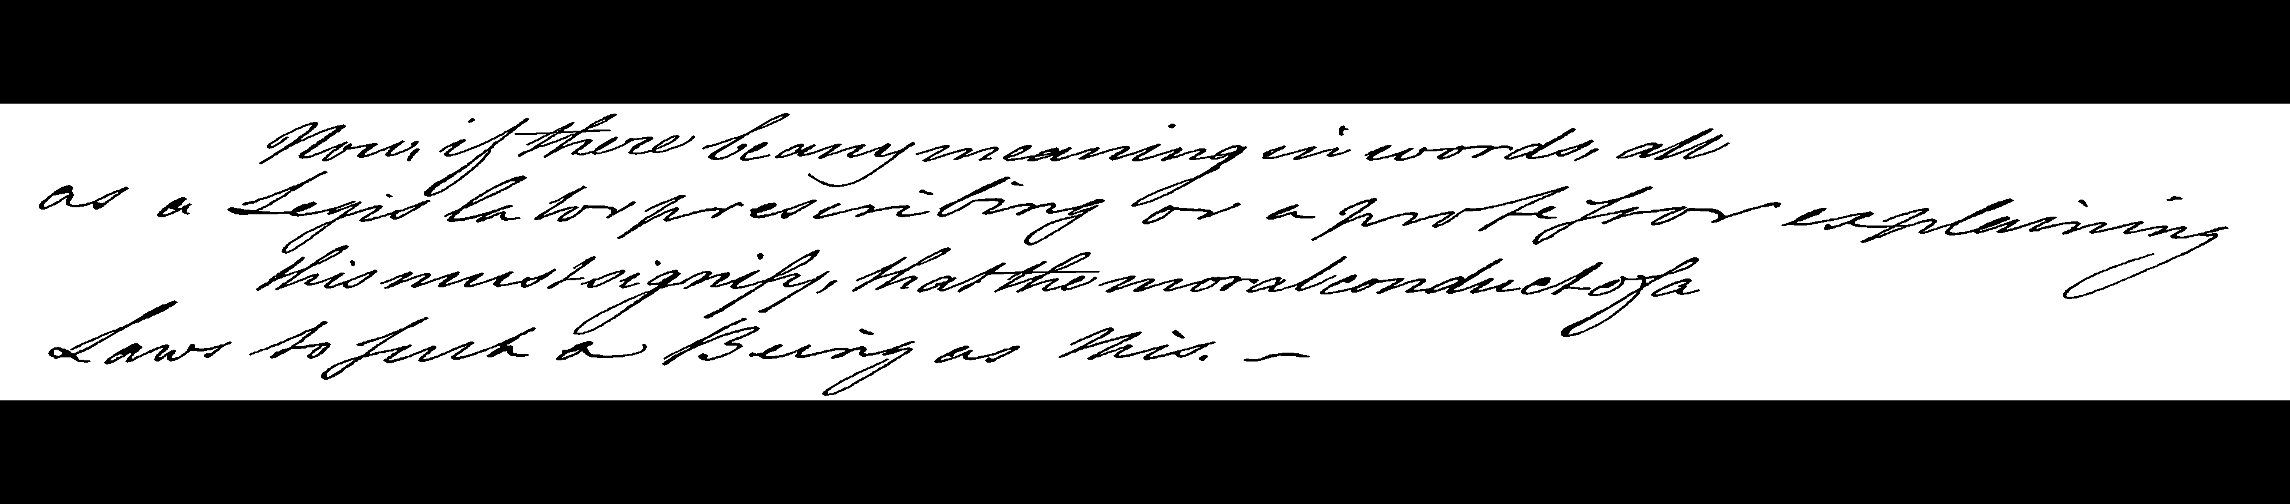 Now, if there be any meaning in words, all
as a Legislator prescribing or a professor explaining
this must signify, that the moral conduct of a
Laws to such a Being as this. —